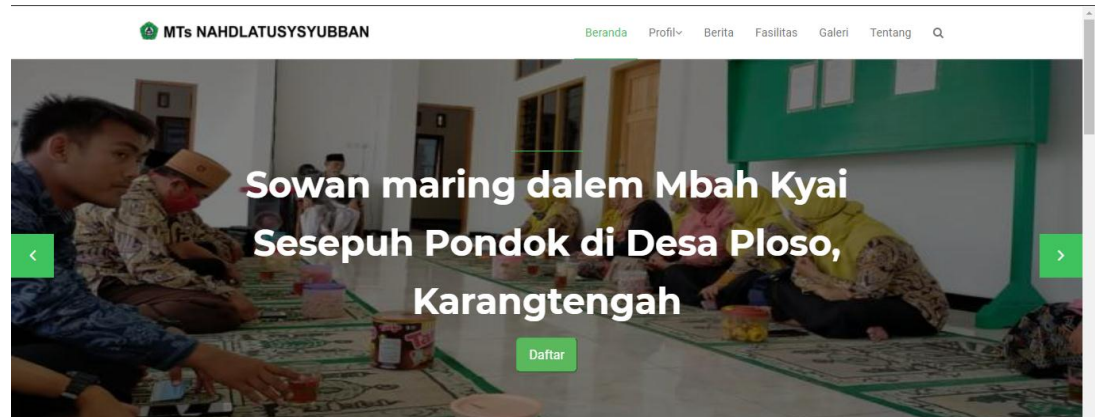 MTs NAHDLATUSYSYUBBAN
Beranda Profil Berita Fasilitas Galeri Tentang
Sowan maring dalem Mbah Kyai
Sesepuh Pondok di Desa Ploso,
Karangtengah
Daftar